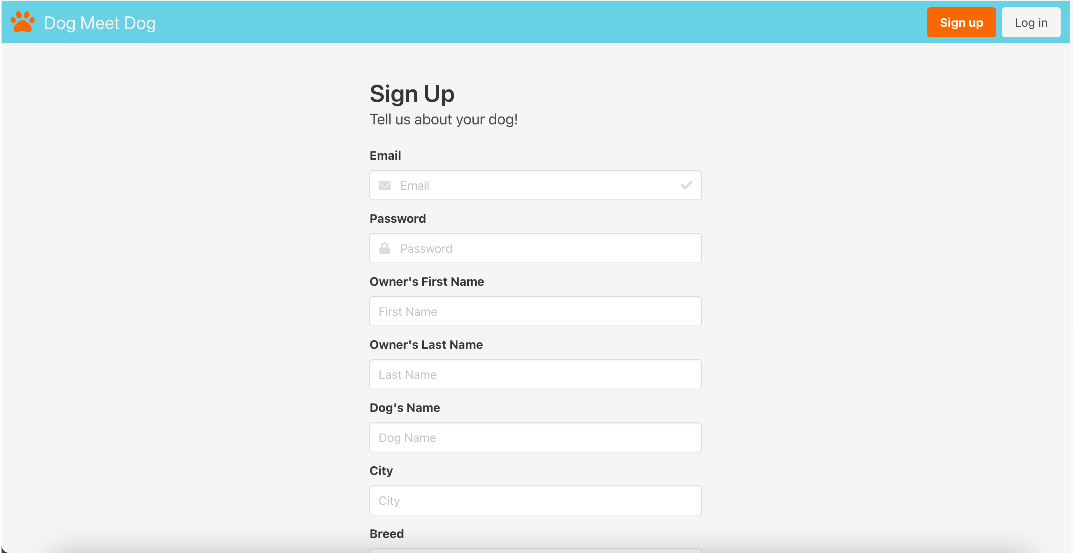 Dog Meet Dog
Sign up
Log in
Sign Up
Tell us about your dog!
Email
Email
Password
Password
Owner's First Name
First Name
Owner's Last Name
Last Name
Dog's Name
Dog Name
City
City
Breed